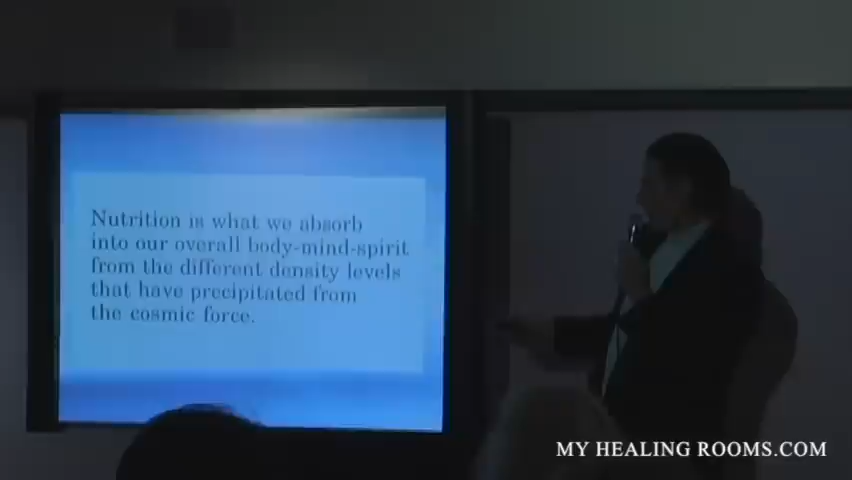 Nutrition is what we absorb
into our overall body-mind-spirit
from the different density levels
that have precipitated from
the cosmic force.
MY HEALING ROOMS.COM